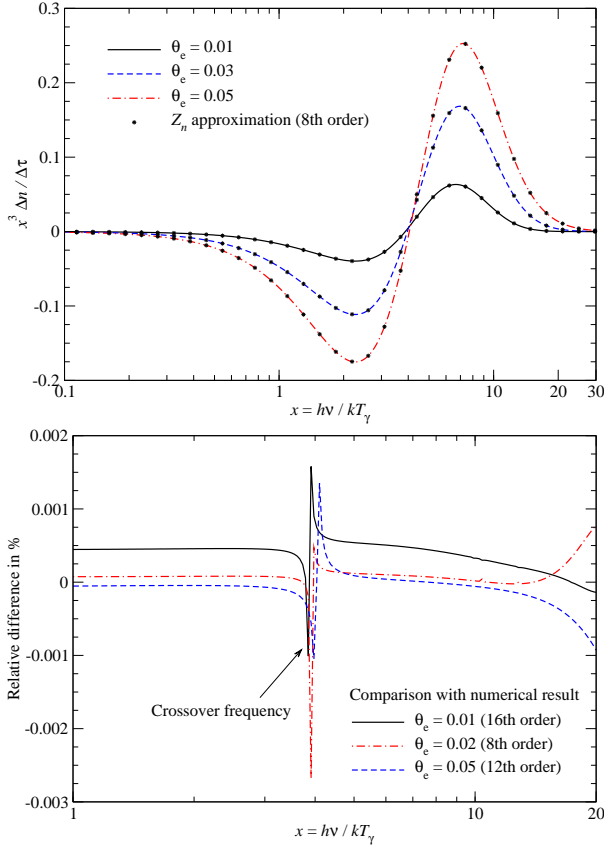 0.3
0.2
0.1
0
-0.1
-0.2
x³ Δn / Δτ
θe = 0.01
θe = 0.03
θe = 0.05
Zn approximation (8th order)
0.1 1 10 30
x = hν / kTγ
0.002
0.001
0
-0.001
-0.002
-0.003
Relative difference in %
Crossover frequency
Comparison with numerical result
θe = 0.01 (16th order)
θe = 0.02 (8th order)
θe = 0.05 (12th order)
1 10 20
x = hν / kTγ